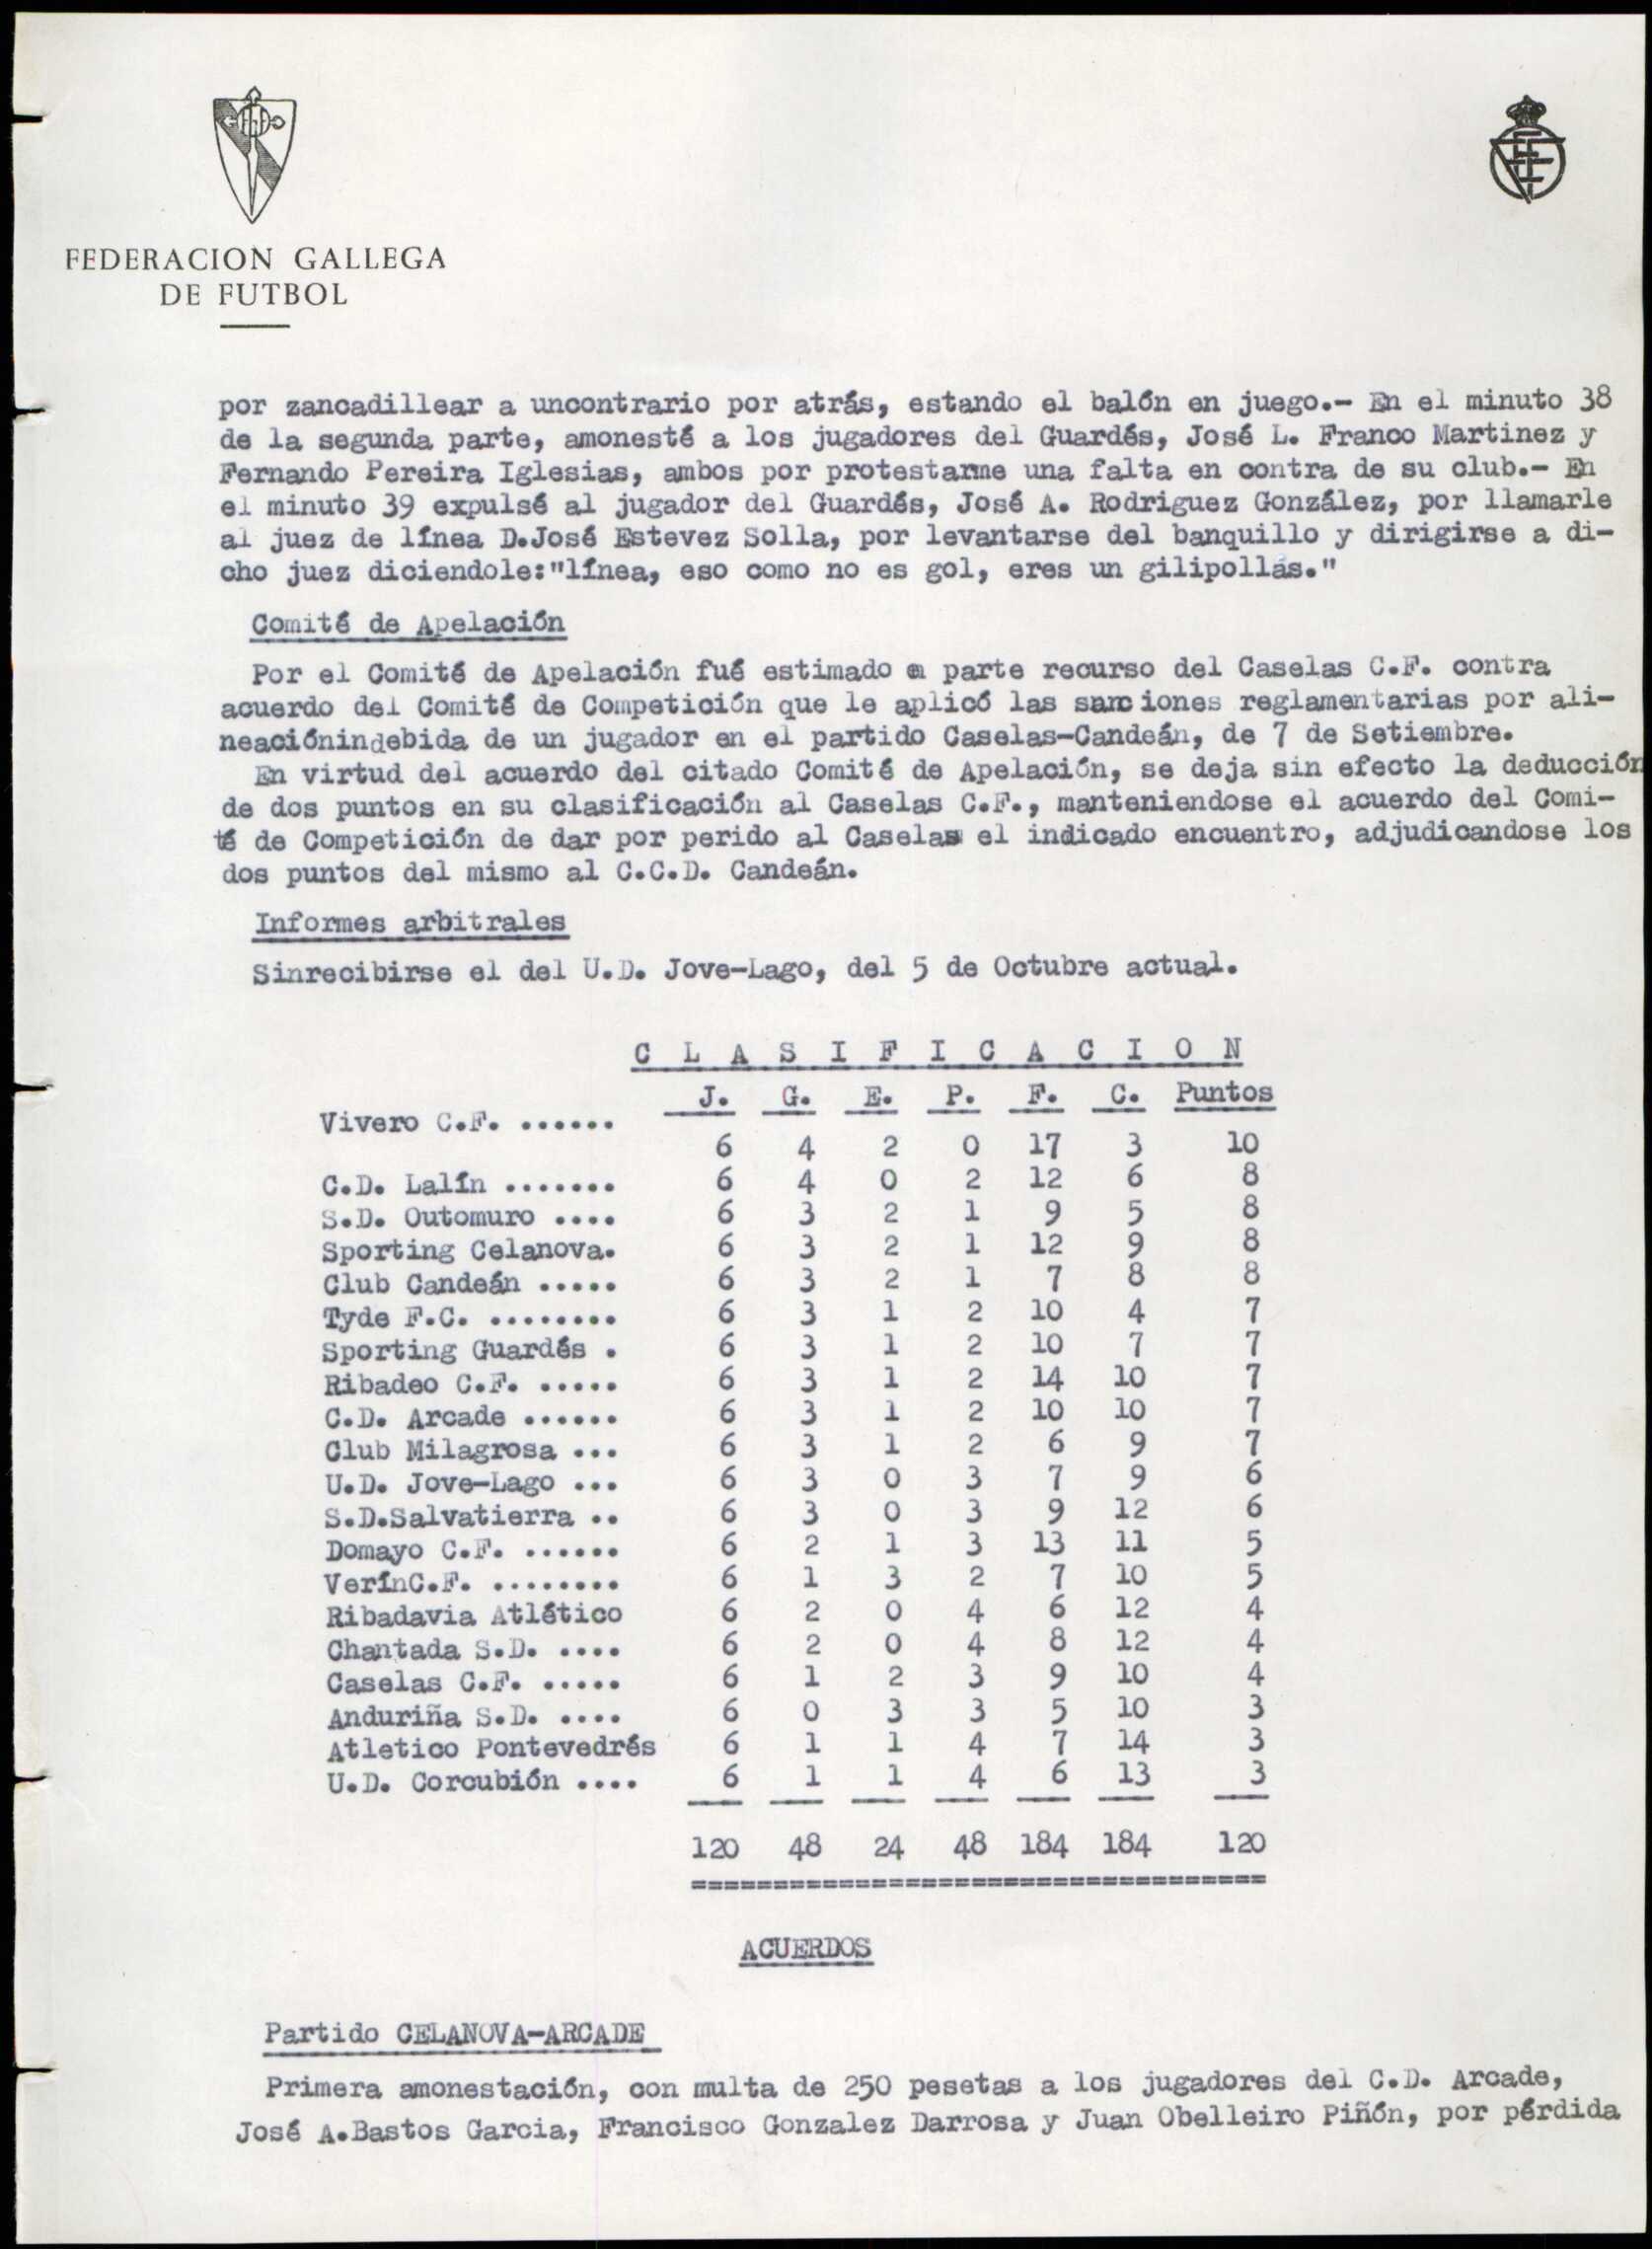 FEDERACION GALLEGA
DE FUTBOL
por zancadillear a uncontrario por atrás, estando el balón en juego.- En el minuto 38
de la segunda parte, amonesté a los jugadores del Guardés, José L. Franco Martinez y
Fernando Pereira Iglesias, ambos por protestarme una falta en contra de su club.- En
el minuto 39 expulsé al jugador del Guardés, José A. Rodriguez González, por llamarle
al juez de línea D.José Estevez Solla, por levantarse del banquillo y dirigirse a di-
cho juez diciendole:"línea, eso como no es gol, eres un gilipollás."
Comité de Apelación
Por el Comité de Apelación fué estimado en parte recurso del Caselas C.F. contra
acuerdo del Comité de Competición que le aplicó las sanciones reglamentarias por ali-
neaciónindebida de un jugador en el partido Caselas-Candeán, de 7 de Setiembre.
En virtud del acuerdo del citado Comité de Apelación, se deja sin efecto la deducción
de dos puntos en su clasificación al Caselas C.F., manteniendose el acuerdo del Comi-
té de Competición de dar por perido al Caselas el indicado encuentro, adjudicandose los
dos puntos del mismo al C.C.D. Candeán.
Informes arbitrales
Sinrecibirse el del U.D. Jove-Lago, del 5 de Octubre actual.
C L A S I F I C A C I O N
J. G. E. P. F. C. Puntos
Vivero C.F. ......
6 4 2 0 17 3 10
C.D. Lalín ....... 6 4 0 2 12 6 8
S.D. Outomuro .... 6 3 2 1 9 5 8
Sporting Celanova. 6 3 2 1 12 9 8
Club Candeán ..... 6 3 2 1 7 8 8
Tyde F.C. ........ 6 3 1 2 10 4 7
Sporting Guardés . 6 3 1 2 10 7 7
Ribadeo C.F. ..... 6 3 1 2 14 10 7
C.D. Arcade ...... 6 3 1 2 10 10 7
Club Milagrosa ... 6 3 1 2 6 9 7
U.D. Jove-Lago ... 6 3 0 3 7 9 6
S.D.Salvatierra .. 6 3 0 3 9 12 6
Domayo C.F. ...... 6 2 1 3 13 11 5
VerínC.F. ........ 6 1 3 2 7 10 5
Ribadavia Atlético 6 2 0 4 6 12 4
Chantada S.D. .... 6 2 0 4 8 12 4
Caselas C.F. ..... 6 1 2 3 9 10 4
Anduriña S.D. .... 6 0 3 3 5 10 3
Atletico Pontevedrés 6 1 1 4 7 14 3
U.D. Corcubión .... 6 1 1 4 6 13 3
120 48 24 48 184 184 120
===================================
ACUERDOS
Partido CELANOVA-ARCADE
Primera amonestación, con multa de 250 pesetas a los jugadores del C.D. Arcade,
José A.Bastos Garcia, Francisco Gonzalez Darrosa y Juan Obelleiro Piñón, por pérdida